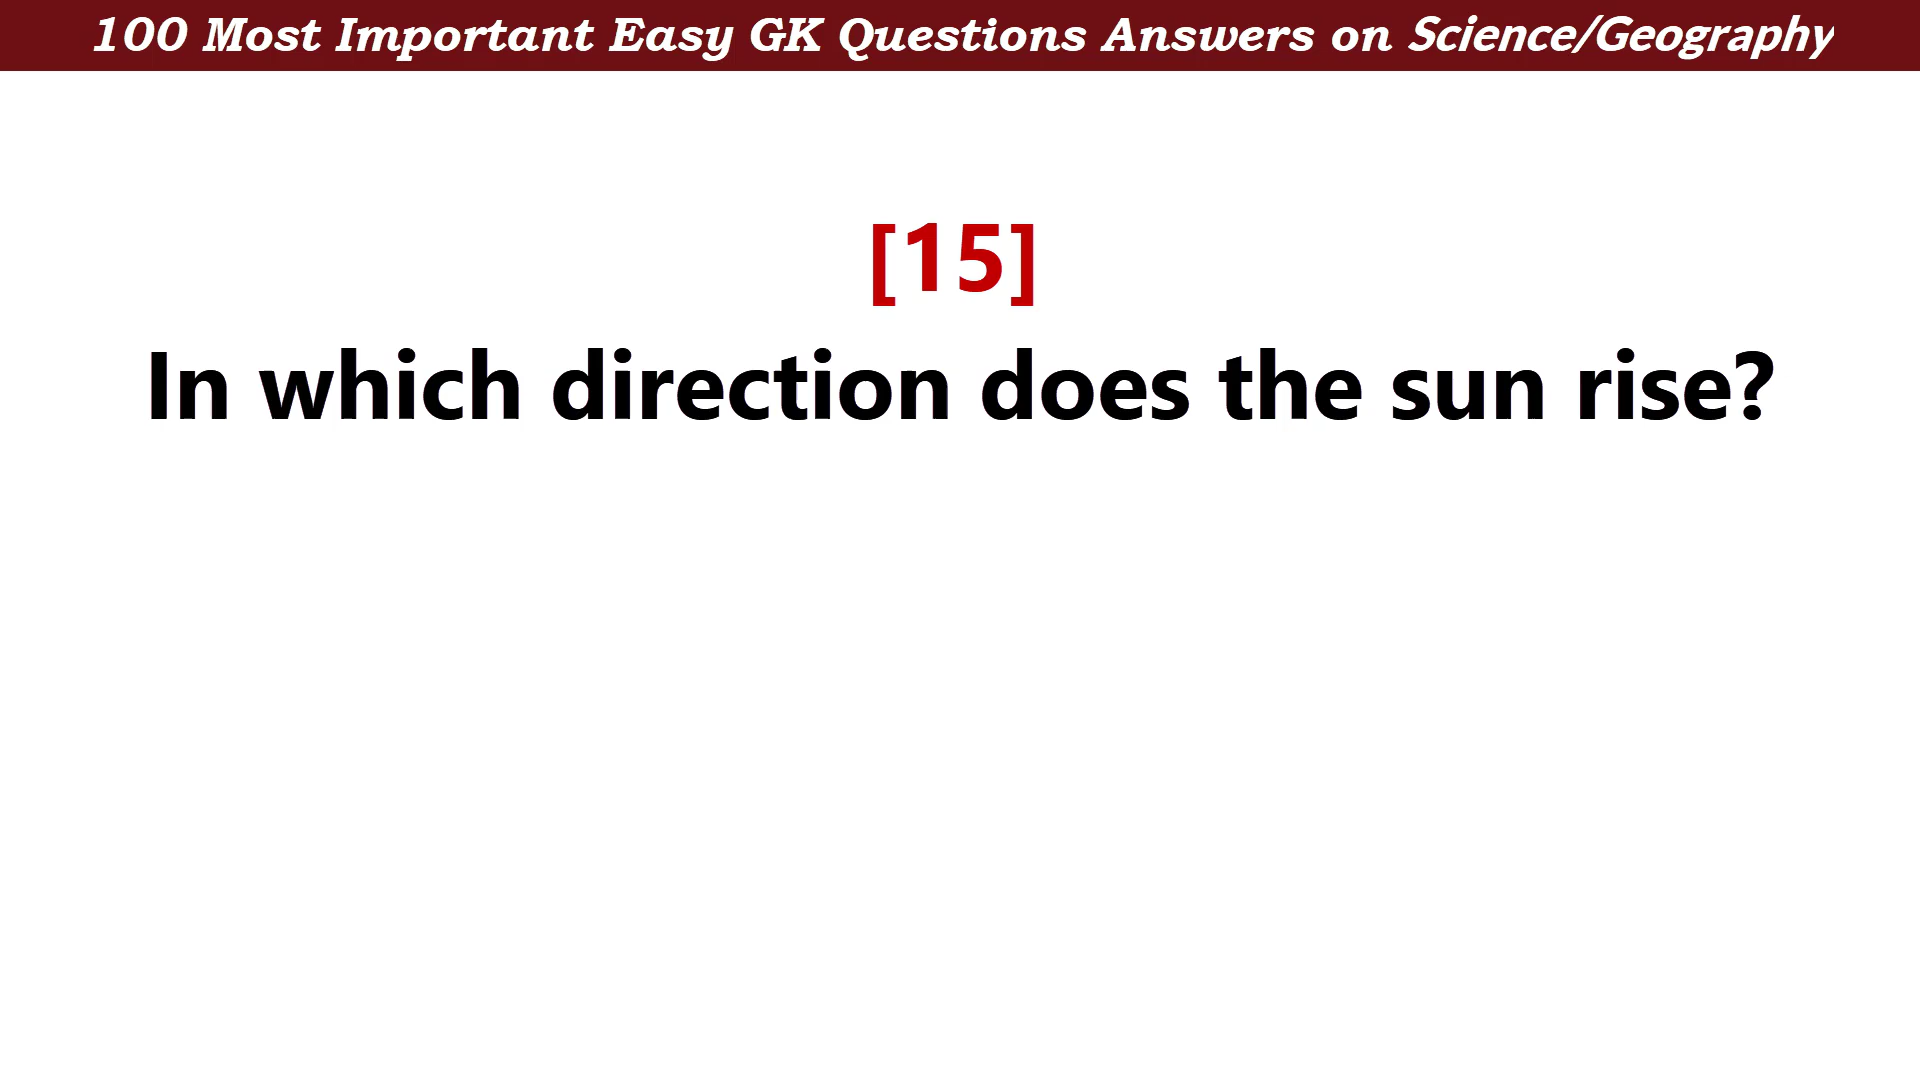 100 Most Important Easy GK Questions Answers on Science/Geography
[15]
In which direction does the sun rise?